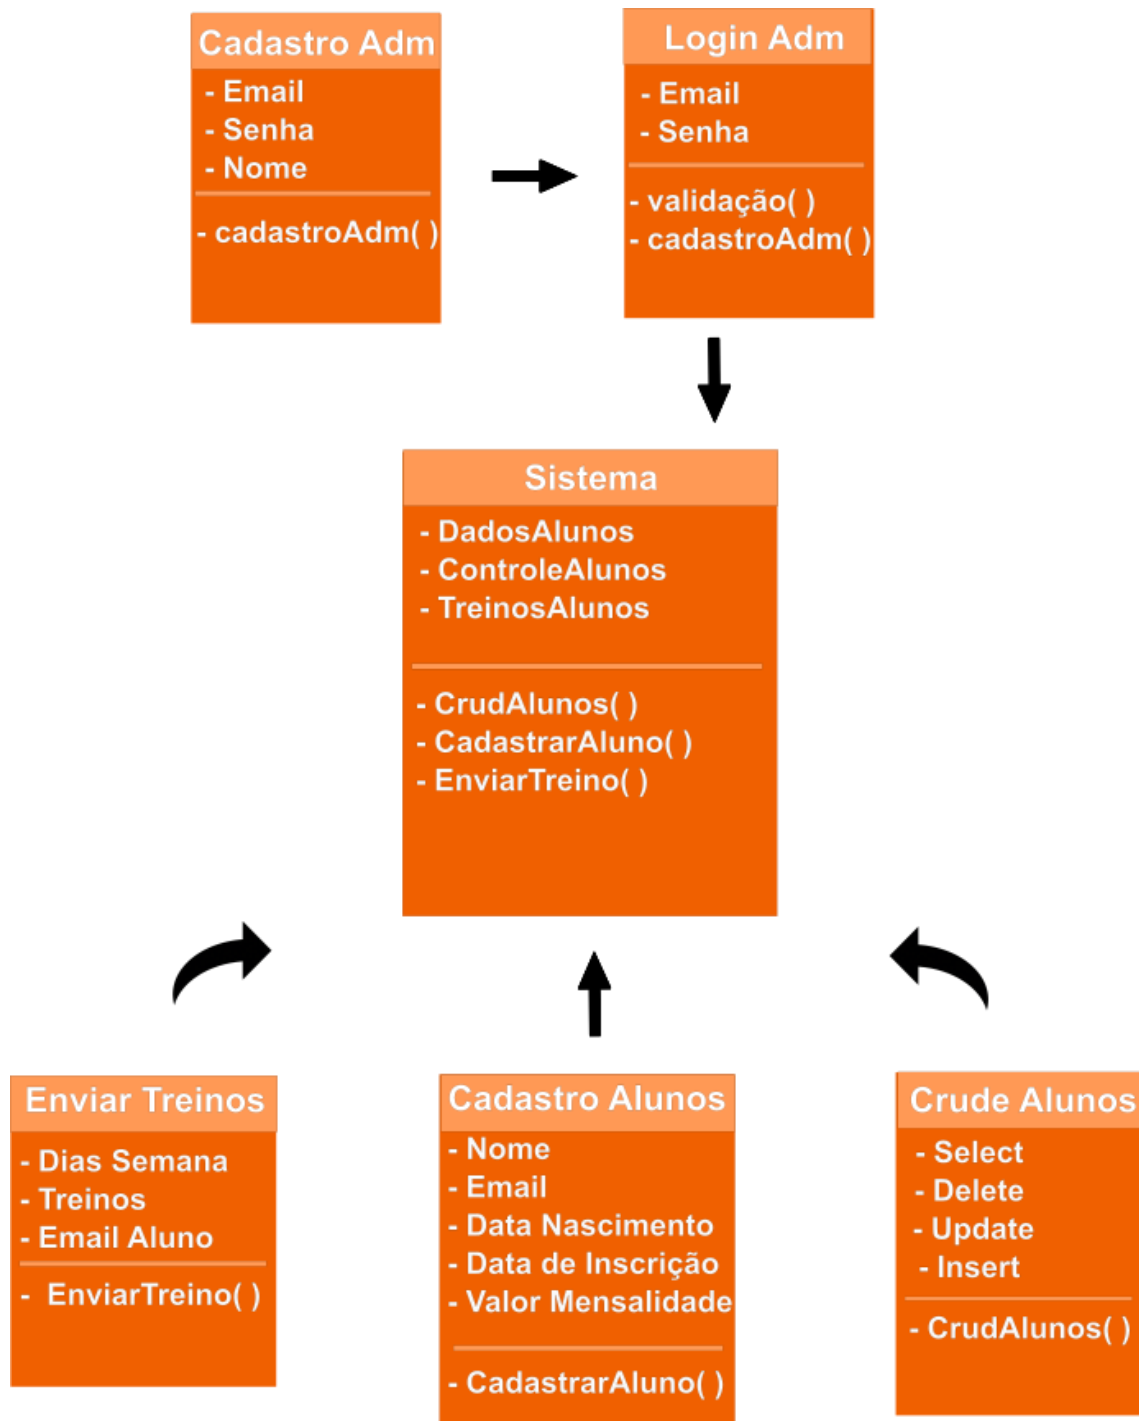 Cadastro Adm
- Email
- Senha
- Nome
- cadastroAdm( )
Login Adm
- Email
- Senha
- validação( )
- cadastroAdm( )
Sistema
- DadosAlunos
- ControleAlunos
- TreinosAlunos
- CrudAlunos( )
- CadastrarAluno( )
- EnviarTreino( )
Enviar Treinos
- Dias Semana
- Treinos
- Email Aluno
- EnviarTreino( )
Cadastro Alunos
- Nome
- Email
- Data Nascimento
- Data de Inscrição
- Valor Mensalidade
- CadastrarAluno( )
Crude Alunos
- Select
- Delete
- Update
- Insert
- CrudAlunos( )